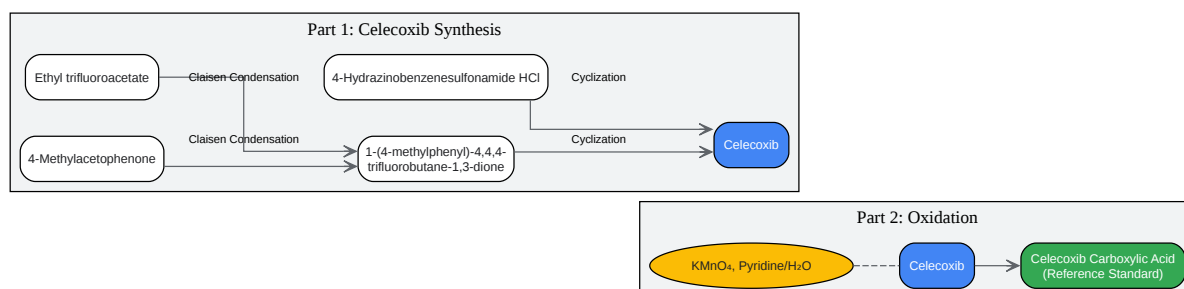 Part 1: Celecoxib Synthesis
Ethyl trifluoroacetate
Claisen Condensation
4-Hydrazinobenzenesulfonamide HCl
Cyclization
4-Methylacetophenone
Claisen Condensation
1-(4-methylphenyl)-4,4,4-
trifluorobutane-1,3-dione
Cyclization
Celecoxib
Part 2: Oxidation
KMnO₄, Pyridine/H₂O
Celecoxib
Celecoxib Carboxylic Acid
(Reference Standard)